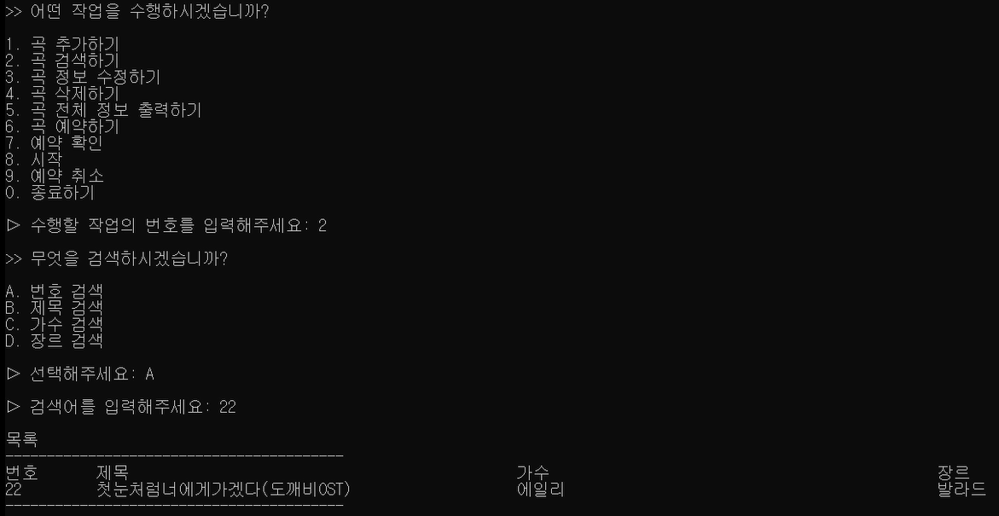 >> 어떤 작업을 수행하시겠습니까?
1. 곡 추가하기
2. 곡 검색하기
3. 곡 정보 수정하기
4. 곡 삭제하기
5. 곡 전체 정보 출력하기
6. 곡 예약하기
7. 예약 확인
8. 시작
9. 예약 취소
0. 종료하기
▷ 수행할 작업의 번호를 입력해주세요: 2
>> 무엇을 검색하시겠습니까?
A. 번호 검색
B. 제목 검색
C. 가수 검색
D. 장르 검색
▷ 선택해주세요: A
▷ 검색어를 입력해주세요: 22
목록
-----------------------------------------
번호 제목 가수 장르
22 첫눈처럼너에게가겠다(도깨비OST) 에일리 발라드
-----------------------------------------